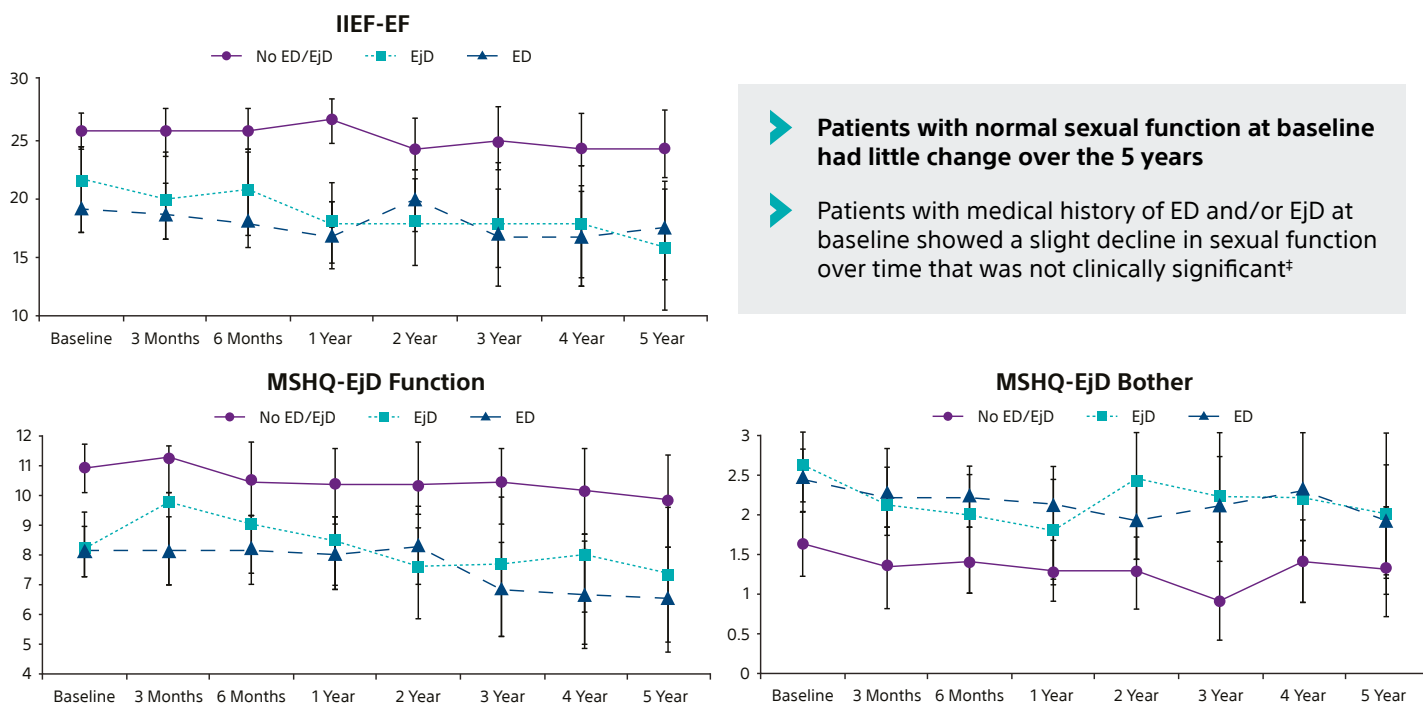 IIEF-EF
No ED/EjD EjD ED
30
25
20
15
10
Baseline 3 Months 6 Months 1 Year 2 Year 3 Year 4 Year 5 Year
Patients with normal sexual function at baseline
had little change over the 5 years
Patients with medical history of ED and/or EjD at
baseline showed a slight decline in sexual function
over time that was not clinically significant‡
MSHQ-EjD Function
No ED/EjD EjD ED
12
11
10
9
8
7
6
5
4
Baseline 3 Months 6 Months 1 Year 2 Year 3 Year 4 Year 5 Year
MSHQ-EjD Bother
No ED/EjD EjD ED
3
2.5
2
1.5
1
0.5
0
Baseline 3 Months 6 Months 1 Year 2 Year 3 Year 4 Year 5 Year